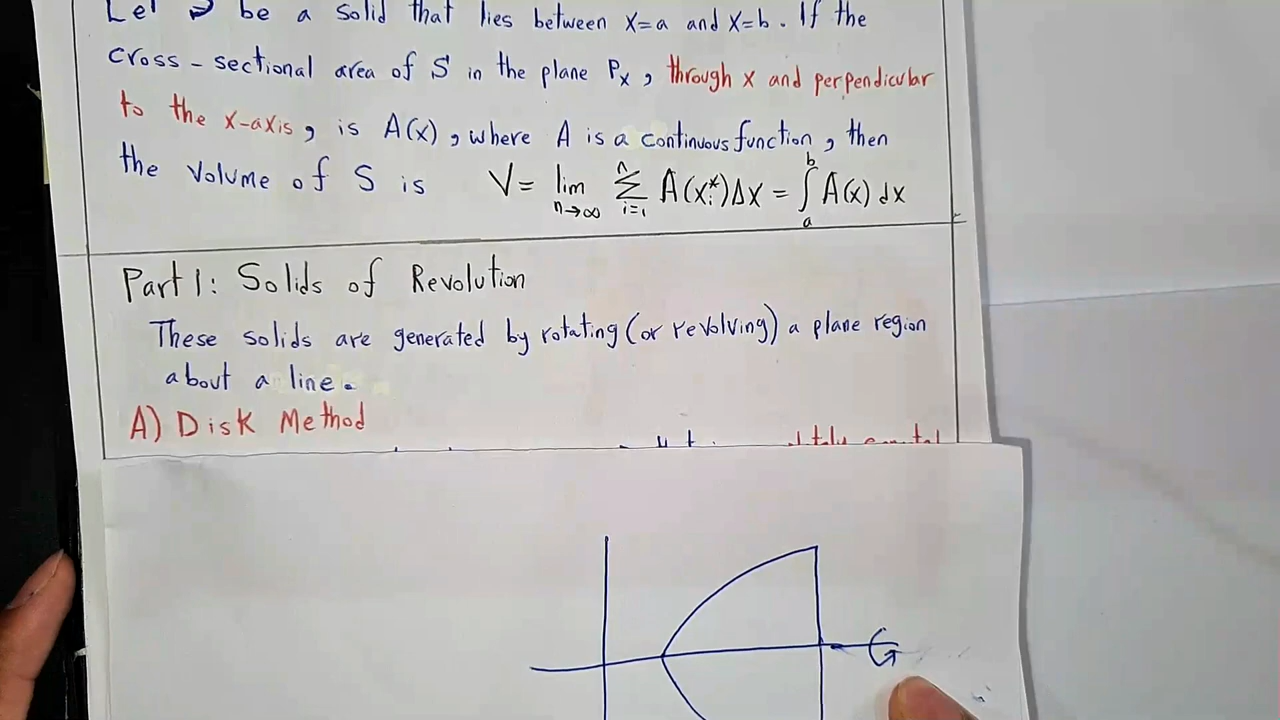 Let S be a solid that lies between x=a and x=b. If the
cross-sectional area of S in the plane Px, through x and perpendicular
to the x-axis, is A(x), where A is a continuous function, then
the volume of S is V= lim n→∞ n∑i=1 A(xi*)Δx = ∫ab A(x) dx
Part 1: Solids of Revolution
These solids are generated by rotating (or revolving) a plane region
about a line.
A) Disk Method